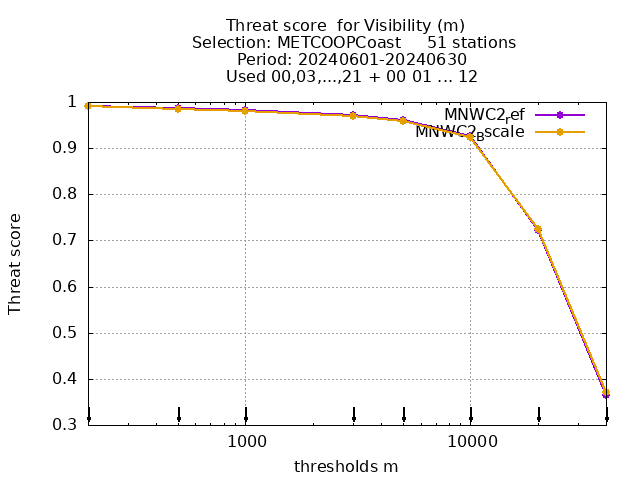 Threat score  for Visibility (m)
Selection: METCOOPCoast     51 stations
Period: 20240601-20240630
Used 00,03,...,21 + 00 01 ... 12
MNWC2_ref
MNWC2_Bscale
Threat score
1
0.9
0.8
0.7
0.6
0.5
0.4
0.3
1000
10000
thresholds m